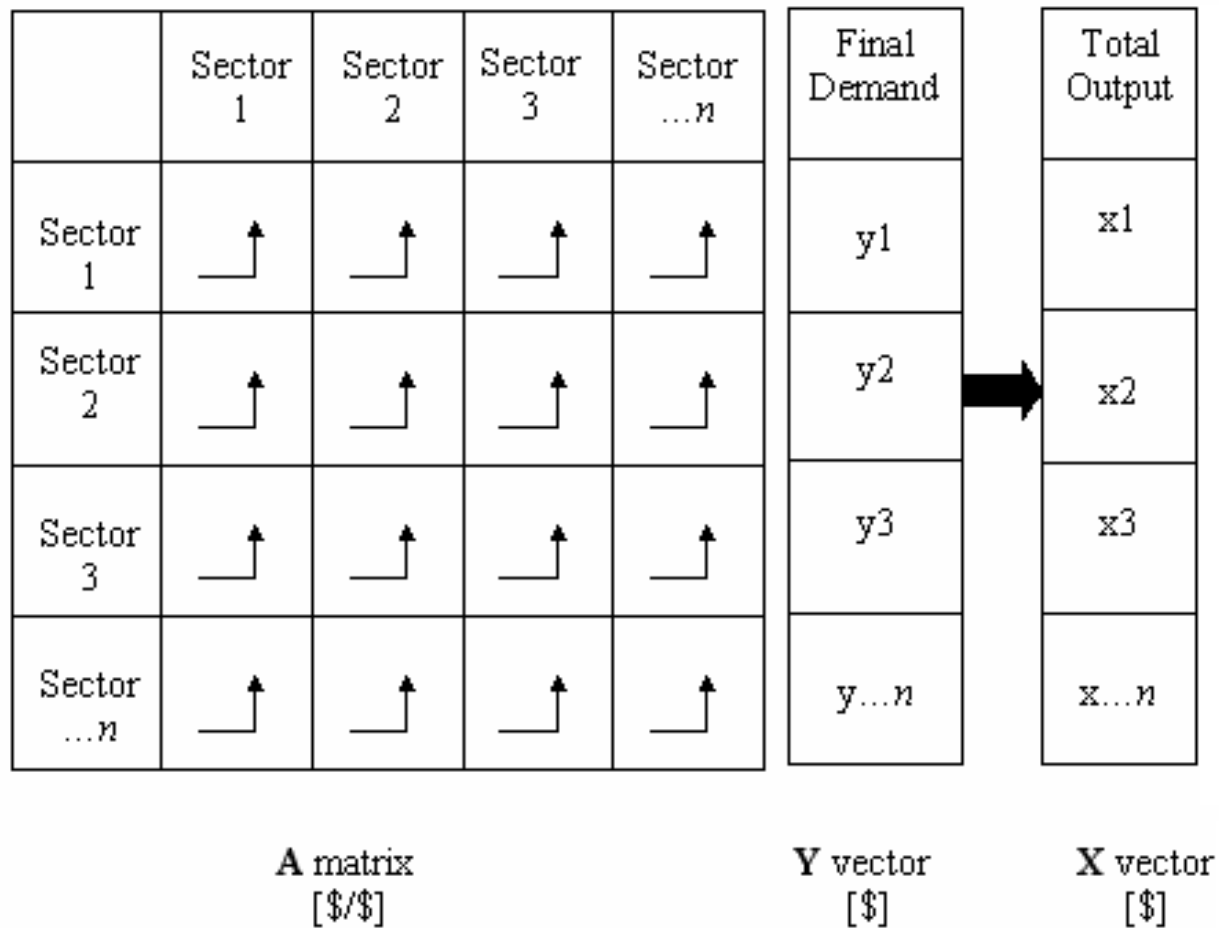 Sector
1
Sector
2
Sector
3
Sector
...n
Final
Demand
Total
Output
Sector
1
y1
x1
Sector
2
y2
x2
Sector
3
y3
x3
Sector
...n
y...n
x...n
A matrix
[$/$]
Y vector
[$]
X vector
[$]